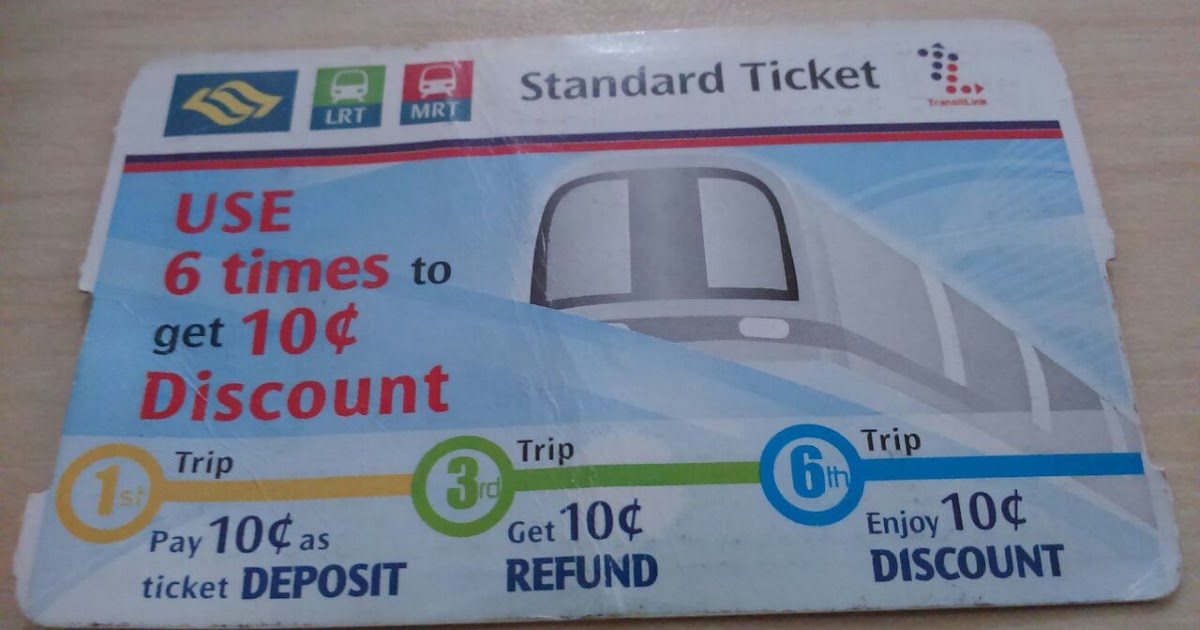 LRT
MRT
Standard Ticket
TransitLink
USE
6 times to
get 10¢
Discount
1st Trip
Pay 10¢ as
ticket DEPOSIT
3rd Trip
Get 10¢
REFUND
6th Trip
Enjoy 10¢
DISCOUNT